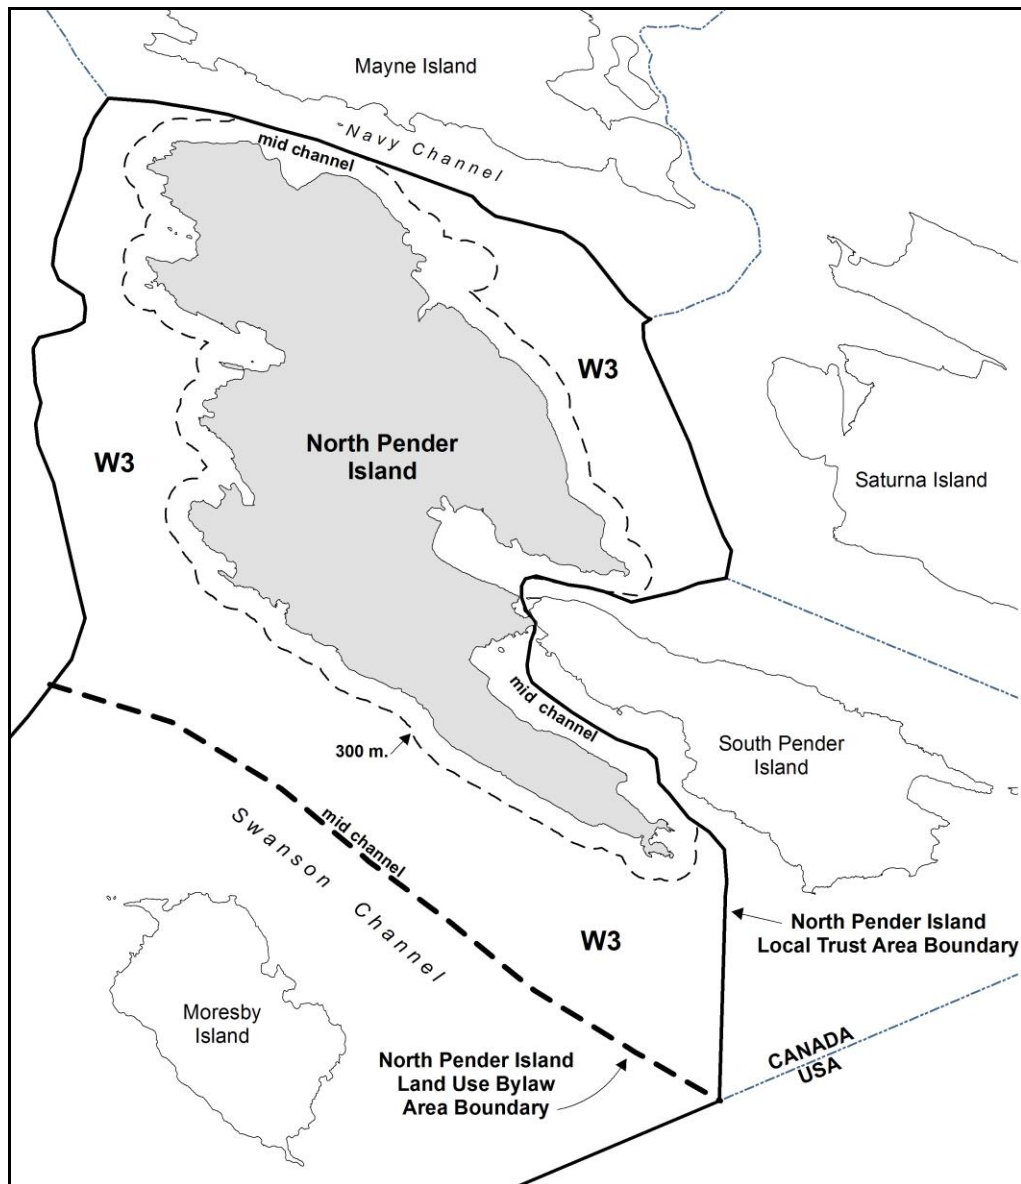 Mayne Island
Navy Channel
mid channel
W3
North Pender
Island
W3
Saturna Island
mid channel
South Pender
Island
300 m.
mid channel
Swanson Channel
W3
North Pender Island
Local Trust Area Boundary
Moresby
Island
North Pender Island
Land Use Bylaw
Area Boundary
CANADA
USA